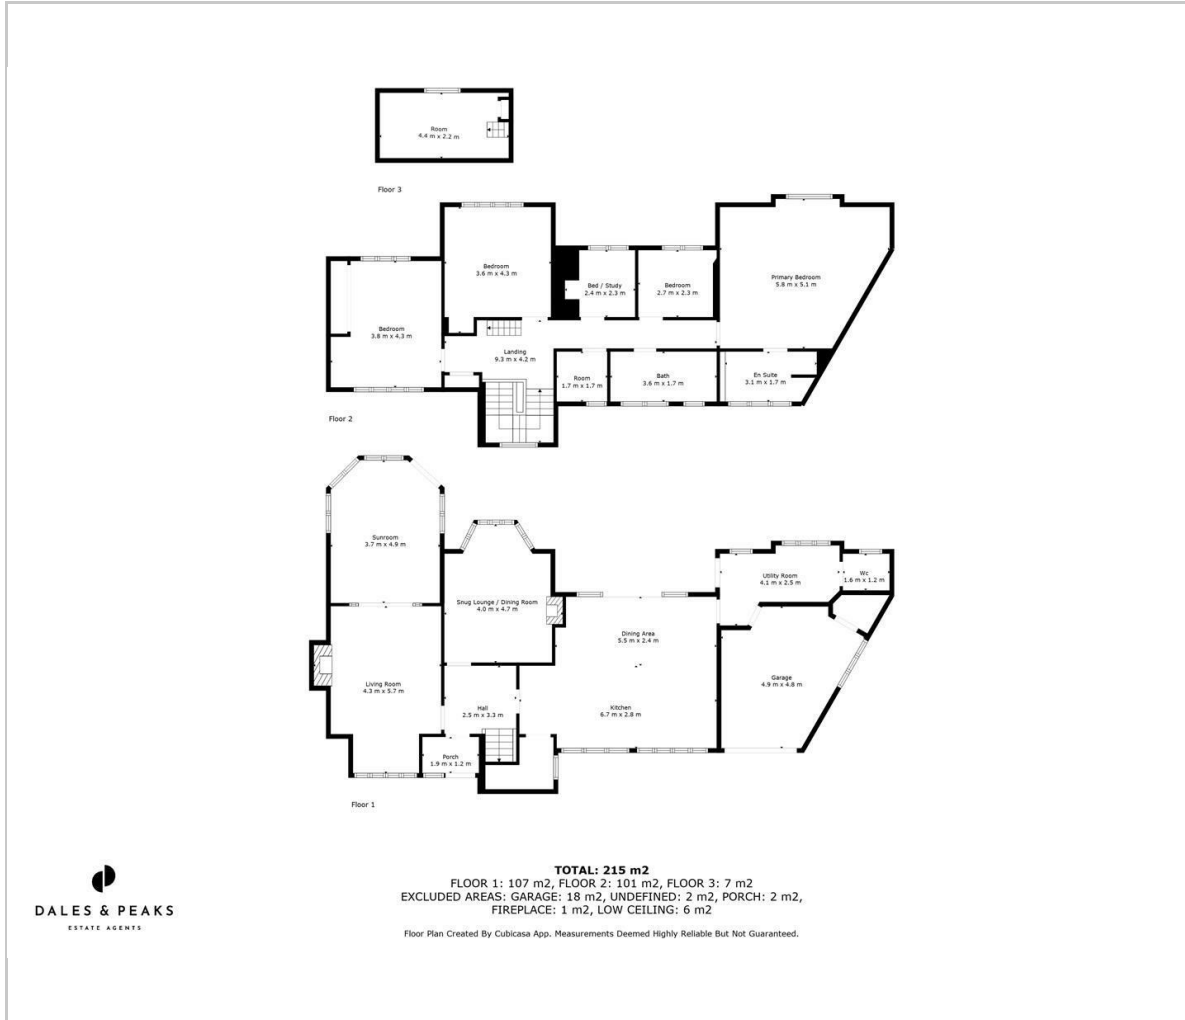 Room
4.4 m x 2.2 m
Floor 3
Bedroom
3.6 m x 4.3 m
Bed / Study
2.4 m x 2.3 m
Bedroom
2.7 m x 2.3 m
Primary Bedroom
5.8 m x 5.1 m
Bedroom
3.8 m x 4.3 m
Landing
9.3 m x 4.2 m
Room
1.7 m x 1.7 m
Bath
3.6 m x 1.7 m
En Suite
3.1 m x 1.7 m
Floor 2
Sunroom
3.7 m x 4.9 m
Snug Lounge / Dining Room
4.0 m x 4.7 m
Utility Room
4.1 m x 2.5 m
Wc
1.6 m x 1.2 m
Dining Area
5.5 m x 2.4 m
Living Room
4.3 m x 5.7 m
Hall
2.5 m x 3.3 m
Kitchen
6.7 m x 2.8 m
Garage
4.9 m x 4.8 m
Porch
1.9 m x 1.2 m
Floor 1
DALES & PEAKS
ESTATE AGENTS
TOTAL: 215 m2
FLOOR 1: 107 m2, FLOOR 2: 101 m2, FLOOR 3: 7 m2
EXCLUDED AREAS: GARAGE: 18 m2, UNDEFINED: 2 m2, PORCH: 2 m2,
FIREPLACE: 1 m2, LOW CEILING: 6 m2
Floor Plan Created By Cubicasa App. Measurements Deemed Highly Reliable But Not Guaranteed.